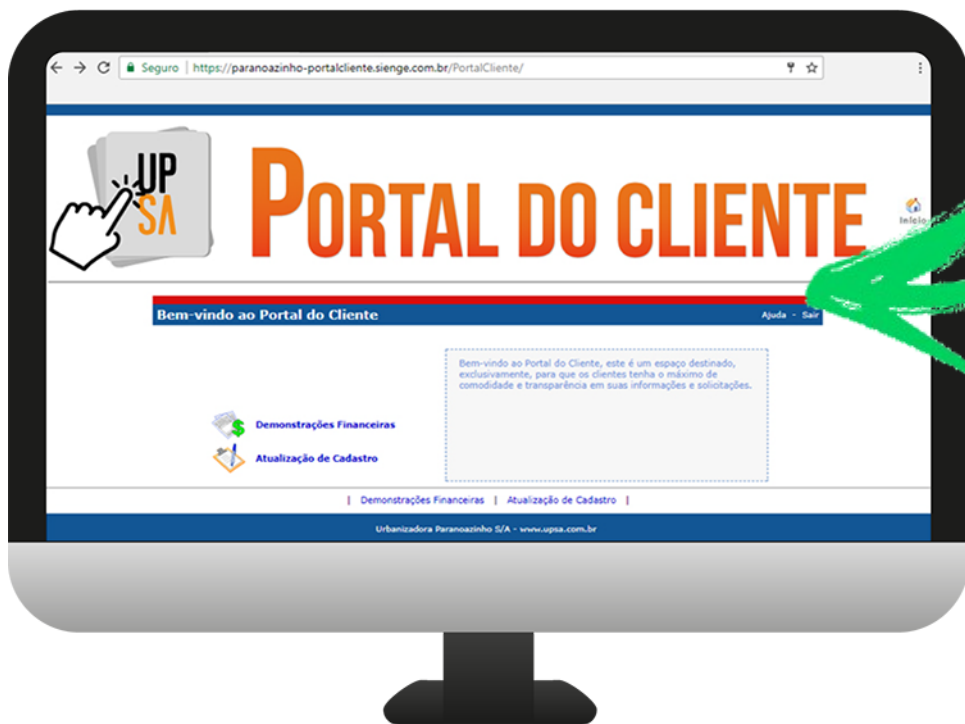 Seguro | https://paranoazinho-portalcliente.sienge.com.br/PortalCliente/
UP
SA
PORTAL DO CLIENTE
Início
Bem-vindo ao Portal do Cliente
Ajuda - Sair
Bem-vindo ao Portal do Cliente, este é um espaço destinado,
exclusivamente, para que os clientes tenha o máximo de
comodidade e transparência em suas informações e solicitações.
Demonstrações Financeiras
Atualização de Cadastro
| Demonstrações Financeiras | Atualização de Cadastro |
Urbanizadora Paranoazinho S/A - www.upsa.com.br